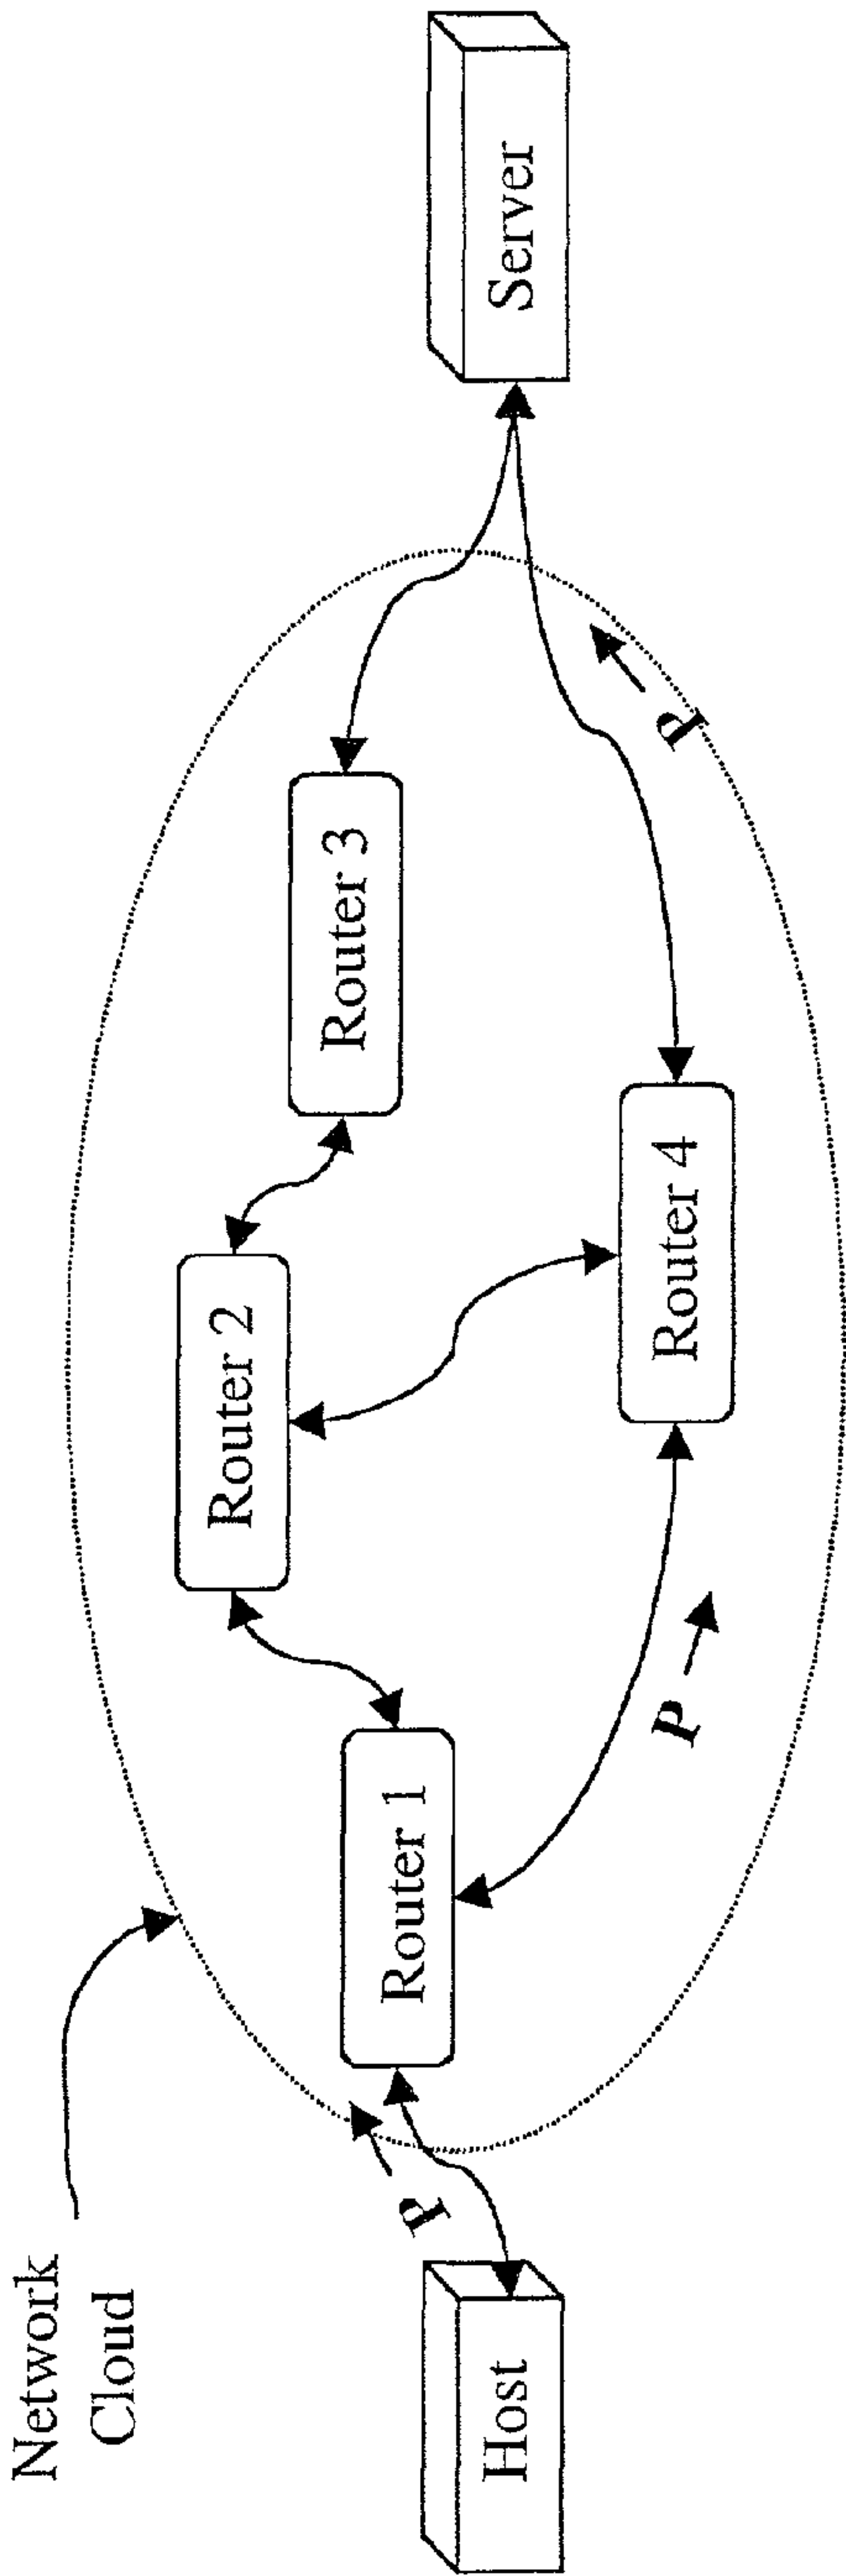 Network
Cloud
Host
P
Router 1
P
Router 2
Router 4
Router 3
P
Server